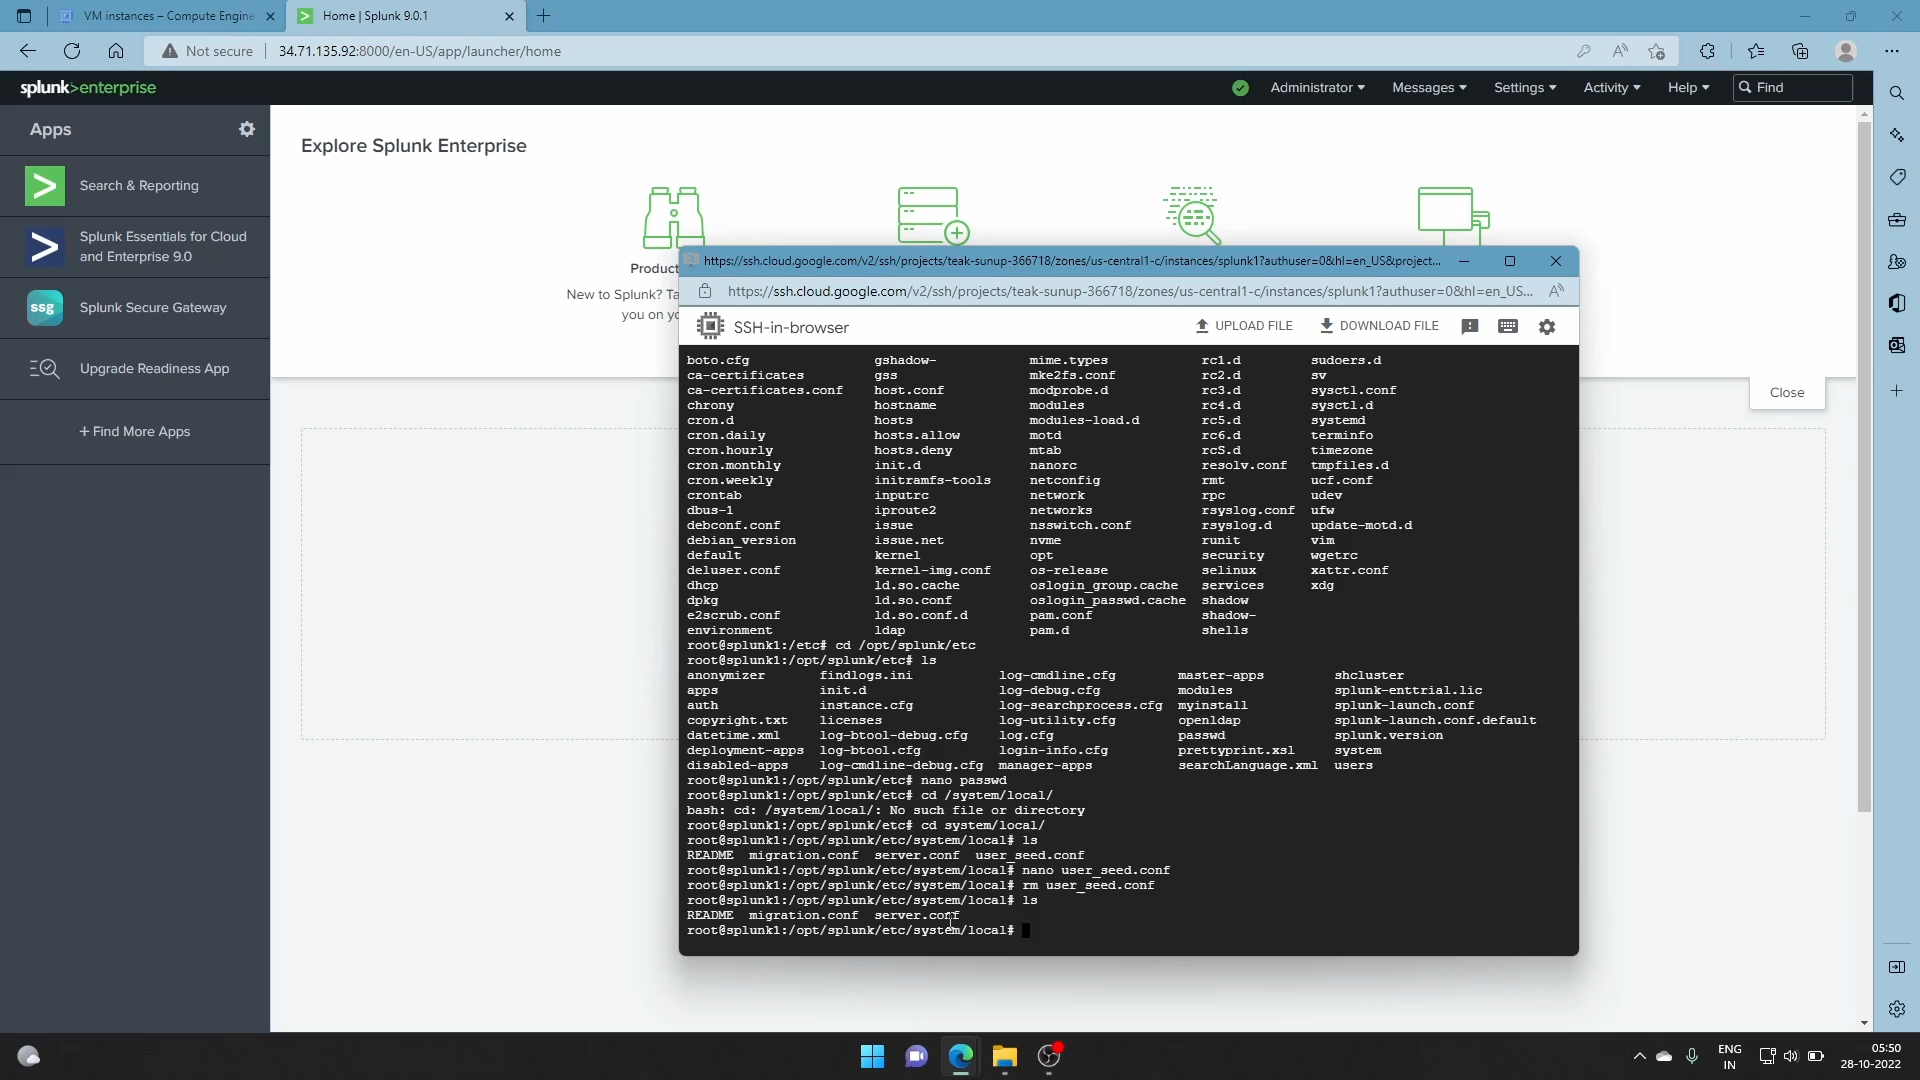 VM instances – Compute Engine
Home | Splunk 9.0.1
Not secure
34.71.135.92:8000/en-US/app/launcher/home
splunk>enterprise
Administrator
Messages
Settings
Activity
Help
Find
Apps
Search & Reporting
Splunk Essentials for Cloud
and Enterprise 9.0
ssg
Splunk Secure Gateway
Upgrade Readiness App
+ Find More Apps
Explore Splunk Enterprise
Product
New to Splunk? Ta
you on yo
Close
https://ssh.cloud.google.com/v2/ssh/projects/teak-sunup-366718/zones/us-central1-c/instances/splunk1?authuser=0&hl=en_US&project...
https://ssh.cloud.google.com/v2/ssh/projects/teak-sunup-366718/zones/us-central1-c/instances/splunk1?authuser=0&hl=en_US...
SSH-in-browser
UPLOAD FILE
DOWNLOAD FILE
boto.cfg gshadow- mime.types rc1.d sudoers.d
ca-certificates gss mke2fs.conf rc2.d sv
ca-certificates.conf host.conf modprobe.d rc3.d sysctl.conf
chrony hostname modules rc4.d sysctl.d
cron.d hosts modules-load.d rc5.d systemd
cron.daily hosts.allow motd rc6.d terminfo
cron.hourly hosts.deny mtab rcS.d timezone
cron.monthly init.d nanorc resolv.conf tmpfiles.d
cron.weekly initramfs-tools netconfig rmt ucf.conf
crontab inputrc network rpc udev
dbus-1 iproute2 networks rsyslog.conf ufw
debconf.conf issue nsswitch.conf rsyslog.d update-motd.d
debian_version issue.net nvme runit vim
default kernel opt security wgetrc
deluser.conf kernel-img.conf os-release selinux xattr.conf
dhcp ld.so.cache oslogin_group.cache services xdg
dpkg ld.so.conf oslogin_passwd.cache shadow
e2scrub.conf ld.so.conf.d pam.conf shadow-
environment ldap pam.d shells
root@splunk1:/etc# cd /opt/splunk/etc
root@splunk1:/opt/splunk/etc# ls
anonymizer findlogs.ini log-cmdline.cfg master-apps shcluster
apps init.d log-debug.cfg modules splunk-enttrial.lic
auth instance.cfg log-searchprocess.cfg myinstall splunk-launch.conf
copyright.txt licenses log-utility.cfg openldap splunk-launch.conf.default
datetime.xml log-btool-debug.cfg log.cfg passwd splunk.version
deployment-apps log-btool.cfg login-info.cfg prettyprint.xsl system
disabled-apps log-cmdline-debug.cfg manager-apps searchLanguage.xml users
root@splunk1:/opt/splunk/etc# nano passwd
root@splunk1:/opt/splunk/etc# cd /system/local/
bash: cd: /system/local/: No such file or directory
root@splunk1:/opt/splunk/etc# cd system/local/
root@splunk1:/opt/splunk/etc/system/local# ls
README migration.conf server.conf user_seed.conf
root@splunk1:/opt/splunk/etc/system/local# nano user_seed.conf
root@splunk1:/opt/splunk/etc/system/local# rm user_seed.conf
root@splunk1:/opt/splunk/etc/system/local# ls
README migration.conf server.conf
root@splunk1:/opt/splunk/etc/system/local#
ENG
IN
05:50
28-10-2022